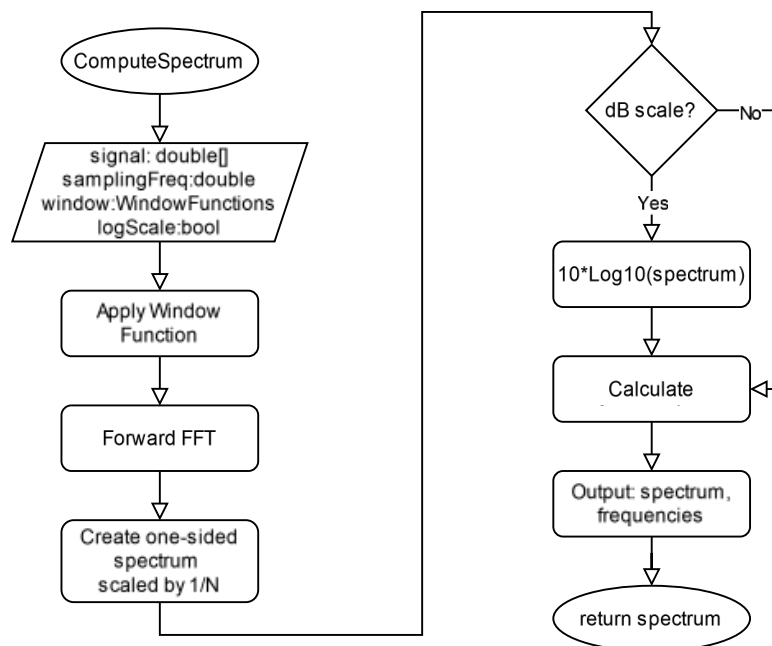 ComputeSpectrum
signal: double[]
samplingFreq:double
window:WindowFunctions
logScale:bool
Apply Window
Function
Forward FFT
Create one-sided
spectrum
scaled by 1/N
dB scale?
No
Yes
10*Log10(spectrum)
Calculate
Output: spectrum,
frequencies
return spectrum